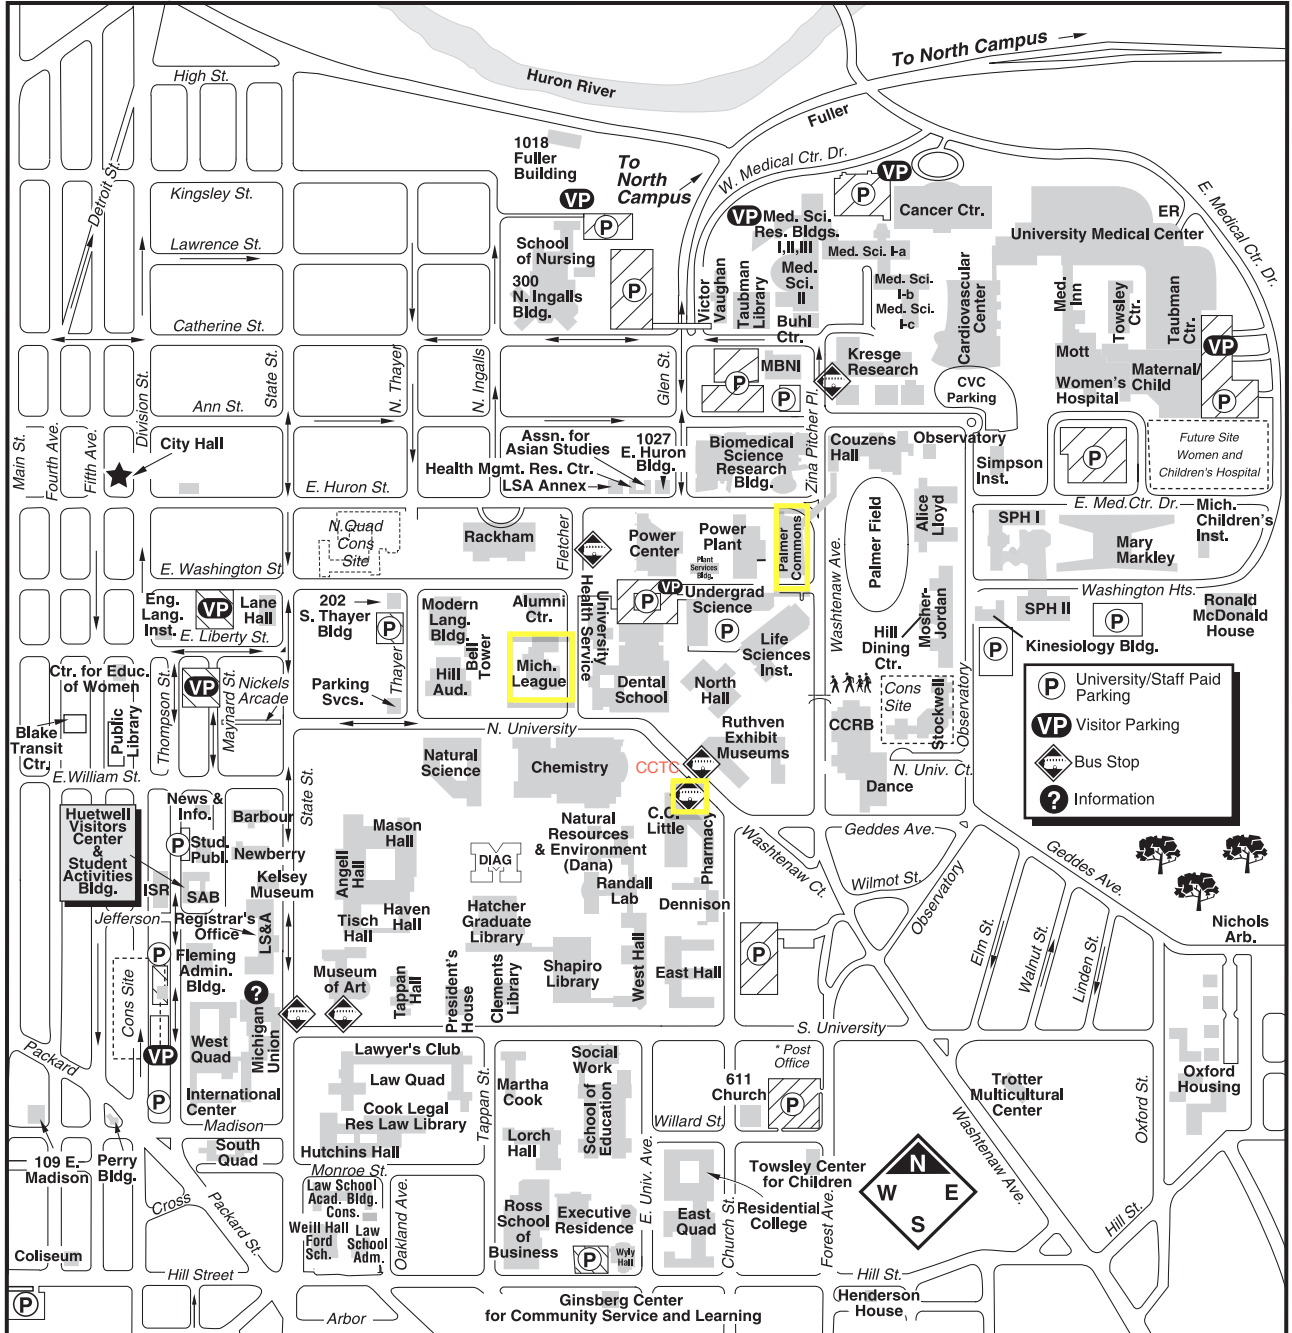 To North Campus
High St.
Huron River
Fuller
1018
Fuller
Building
To
North
Campus
W. Medical Ctr. Dr.
VP
P
Detroit St.
Kingsley St.
VP
Cancer Ctr.
ER
E. Medical Ctr. Dr.
VP
Med. Sci.
Res. Bldgs.
I,II,III
University Medical Center
P
Lawrence St.
School
of Nursing
Med. Sci. I-a
300
N. Ingalls
Bldg.
P
Victor
Vaughan
Taubman
Library
Med.
Sci.
II
Med. Sci.
I-b
Med. Sci.
I-c
Cardiovascular
Center
Med.
Inn
Towsley
Ctr.
Taubman
Ctr.
Catherine St.
Buhl
Ctr.
VP
State St.
N. Thayer
N. Ingalls
Glen St.
MBNI
P
P
Kresge
Research
Mott
Maternal/
Child
Women's
Hospital
CVC
Parking
P
Ann St.
Division St.
Main St.
Fourth Ave.
Fifth Ave.
City Hall
Assn. for
Asian Studies
1027
E. Huron
Bldg.
Health Mgmt. Res. Ctr.
LSA Annex
Biomedical
Science
Research
Bldg.
Zina Pitcher Pl.
Couzens
Hall
Observatory
Simpson
Inst.
P
Future Site
Women and
Children's Hospital
E. Huron St.
E. Med.Ctr. Dr.
Mich.
Children's
Inst.
N.Quad
Cons
Site
Rackham
Fletcher
Power
Center
Power
Plant
Plant
Services
Bldg.
Palmer
Commons
Palmer Field
Alice
Lloyd
SPH I
Mary
Markley
E. Washington St.
Washington Hts.
Eng.
Lang.
Inst.
VP
Lane
Hall
202
S. Thayer
Bldg
P
Modern
Lang.
Bldg.
Alumni
Ctr.
University
Health Service
P
VP
Undergrad
Science
P
Washtenaw Ave.
Mosher-
Jordan
SPH II
P
Ronald
McDonald
House
E. Liberty St.
Bell
Tower
Hill
Aud.
Mich.
League
Dental
School
Life
Sciences
Inst.
Hill
Dining
Ctr.
P
Kinesiology Bldg.
Ctr. for Educ.
of Women
Thompson St.
VP
Maynard St.
Nickels
Arcade
Parking
Svcs.
Thayer
North
Hall
Cons
Site
Stockwell
Observatory
P University/Staff Paid
Parking
VP Visitor Parking
Bus Stop
? Information
Blake
Transit
Ctr.
Public
Library
N. University
Ruthven
Exhibit
Museums
CCRB
E.William St.
State St.
Natural
Science
Chemistry
CCTC
N. Univ. Ct.
Dance
Huetwell
Visitors
Center
&
Student
Activities
Bldg.
News &
Info.
P
Stud.
Publ.
Barbour
Newberry
Mason
Hall
Angell
Hall
DIAG
Natural
Resources
& Environment
(Dana)
C.C.
Little
Pharmacy
Washtenaw Ct.
Geddes Ave.
Geddes Ave.
Wilmot St.
ISR
SAB
Kelsey
Museum
Randall
Lab
Observatory
Jefferson
Registrar's
Office
LS&A
Tisch
Hall
Haven
Hall
Hatcher
Graduate
Library
Dennison
Elm St.
Walnut St.
Linden St.
Nichols
Arb.
P
Fleming
Admin.
Bldg.
Museum
of Art
Tappan
Hall
President's
House
Clements
Library
Shapiro
Library
West Hall
East Hall
P
Cons Site
?
S. University
Packard
VP
West
Quad
Michigan
Union
Lawyer's Club
Law Quad
Tappan St.
Martha
Cook
Social
Work
School of
Education
* Post
Office
611
Church
P
Trotter
Multicultural
Center
Oxford St.
Oxford
Housing
P
International
Center
Cook Legal
Res Law Library
Willard St.
Washtenaw Ave.
Madison
South
Quad
Hutchins Hall
Lorch
Hall
N
W E
S
109 E.
Madison
Perry
Bldg.
Monroe St.
Towsley Center
for Children
Residential
College
Cross
Packard St.
Law School
Acad. Bldg.
Cons.
Weill Hall
Ford
Sch.
Law
School
Adm.
Oakland Ave.
Ross
School
of
Business
Executive
Residence
P
Wyly
Hall
E. Univ. Ave.
East
Quad
Church St.
Forest Ave.
Hill St.
Coliseum
Hill Street
Hill St.
P
Arbor
Ginsberg Center
for Community Service and Learning
Henderson
House